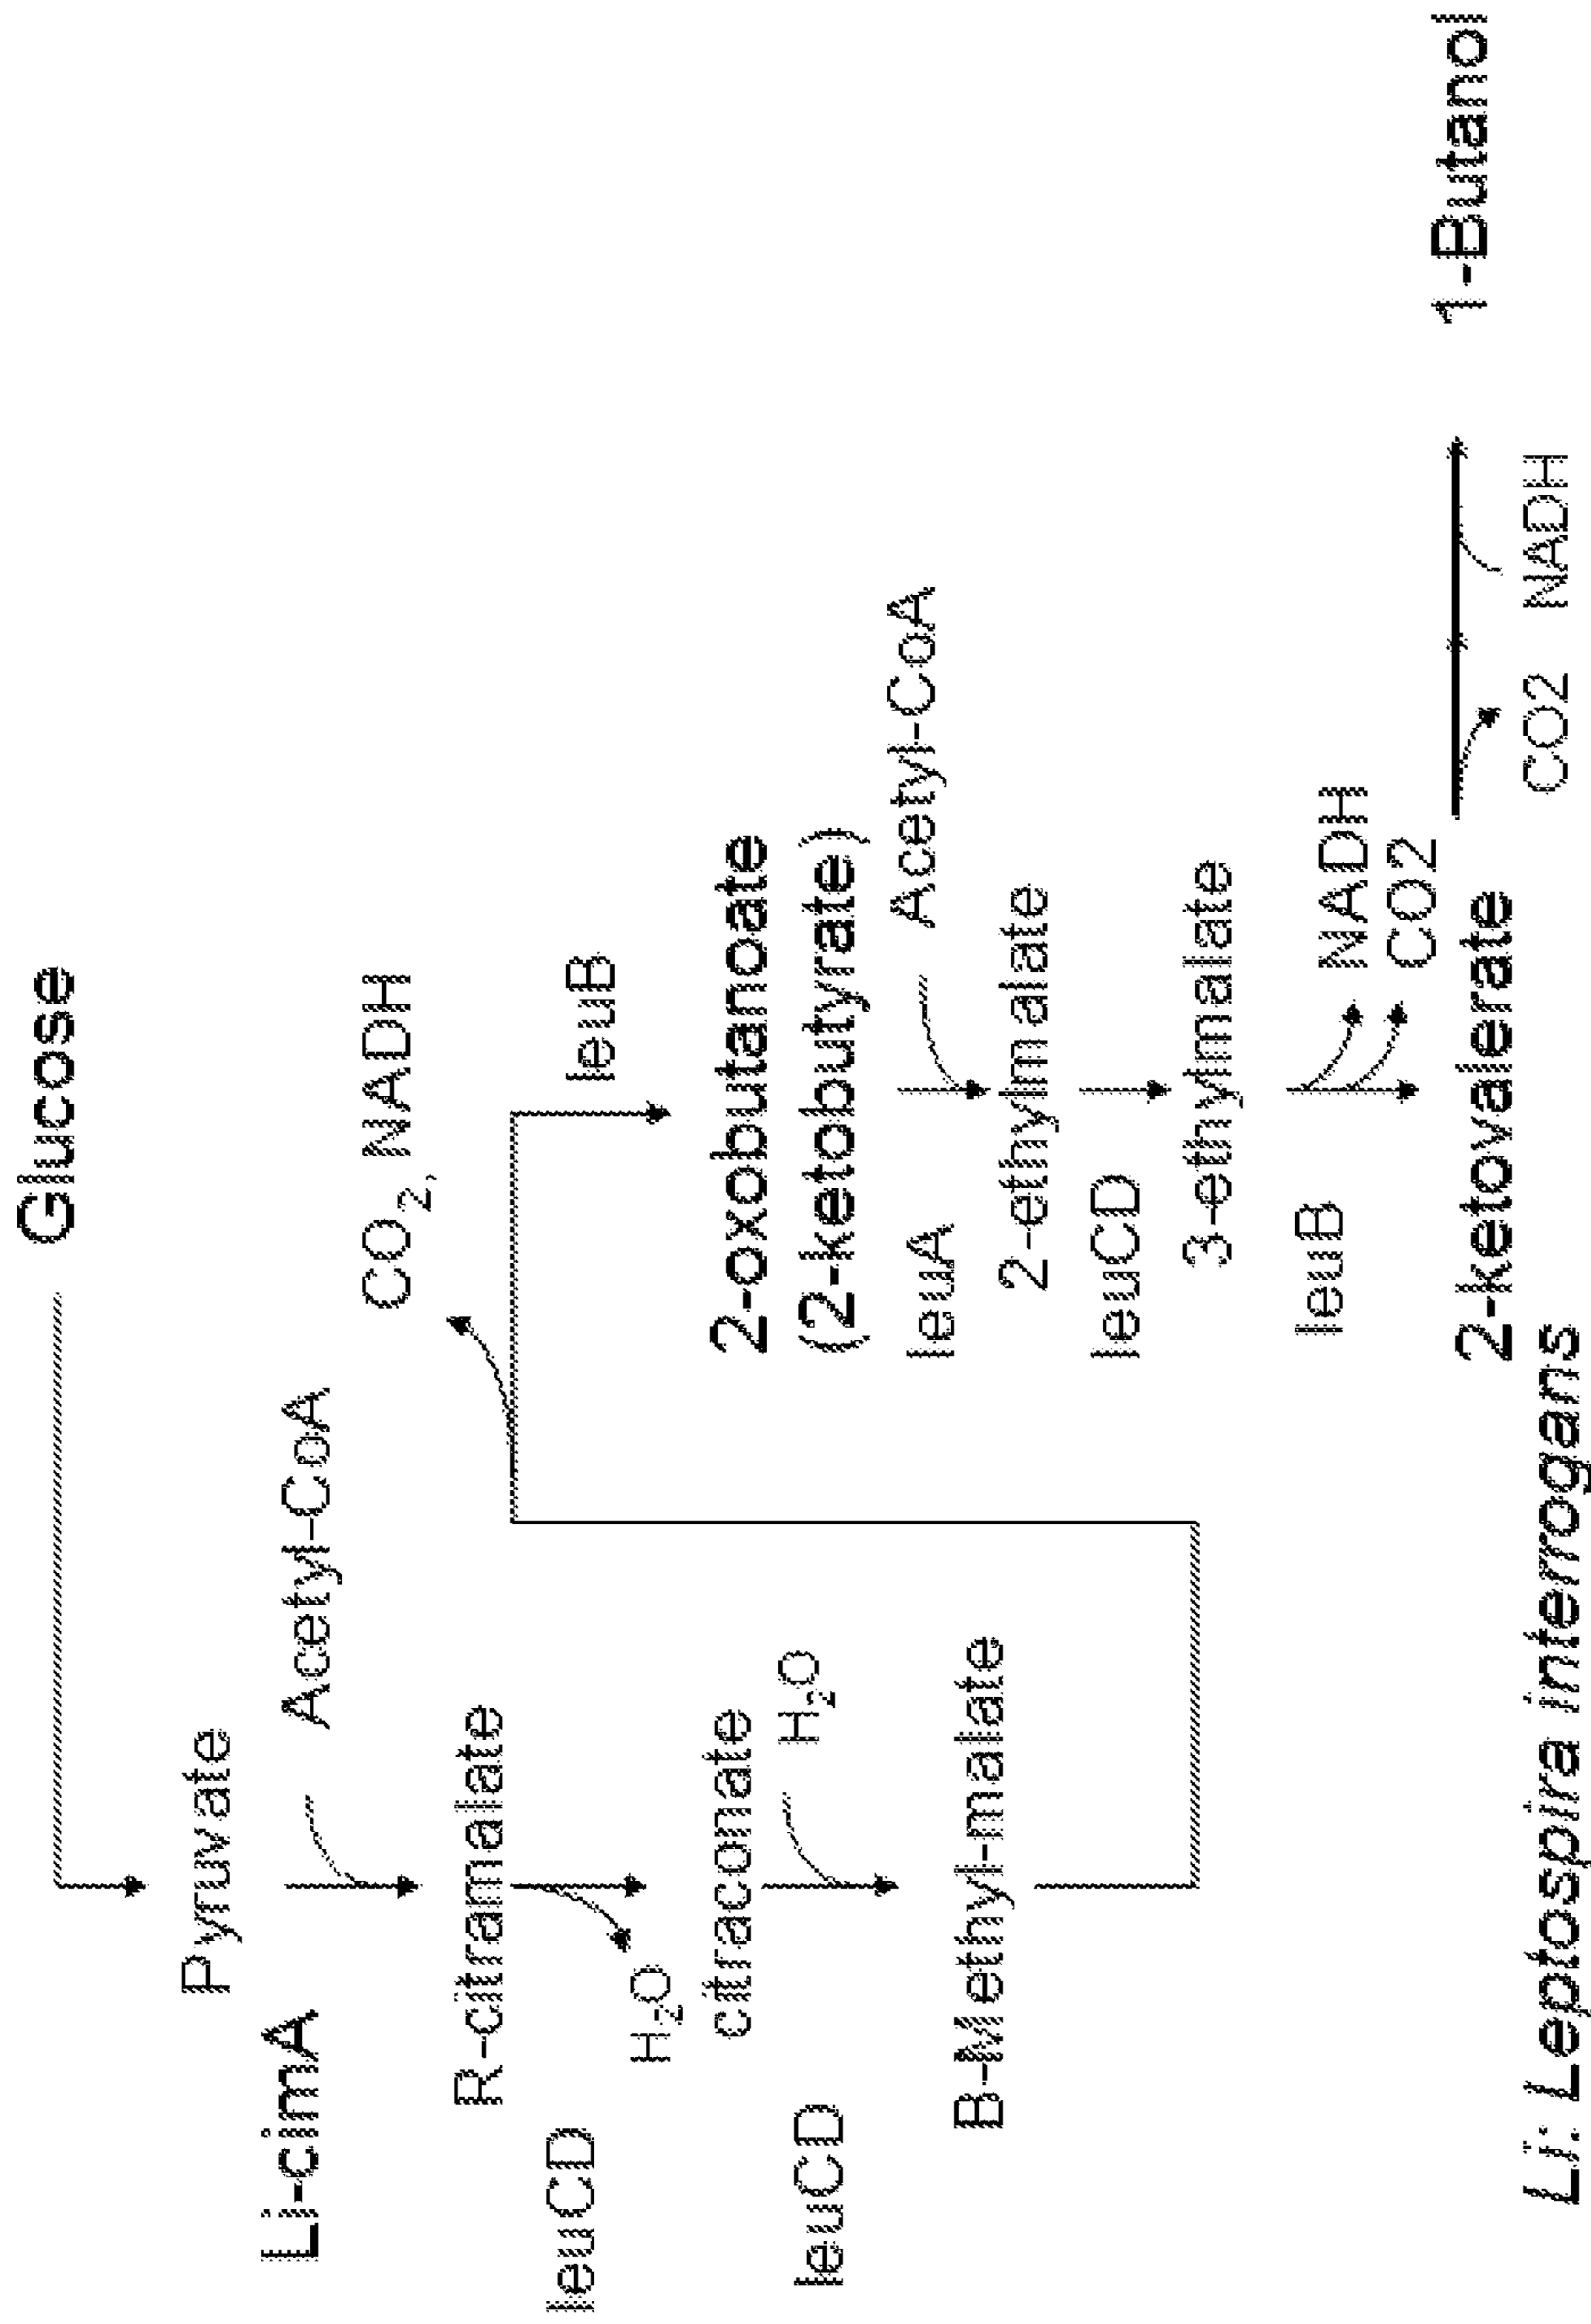 Glucose
Pyruvate
Li-cimA
Acetyl-CoA
R-citramalate
leuCD
H₂O
citraconate
leuCD
H₂O
B-Methyl-malate
CO₂, NADH
leuB
2-oxobutanoate
(2-ketobutyrate)
leuA
Acetyl-CoA
2-ethylmalate
leuCD
3-ethylmalate
leuB
NADH
CO2
2-ketovalerate
CO2
NADH
1-Butanol
Li: Leptospira interrogans